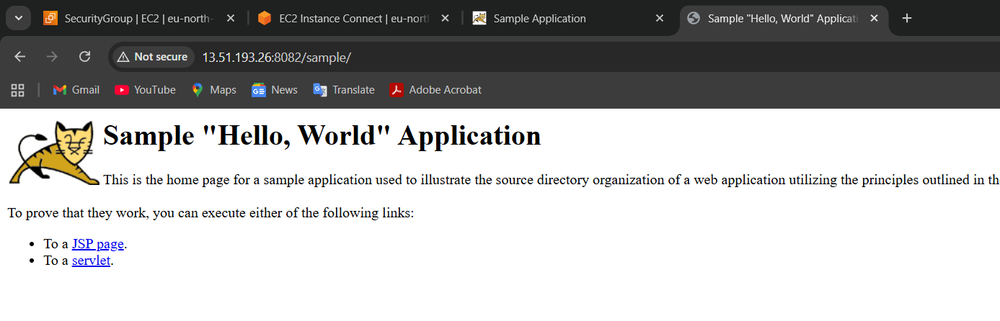 SecurityGroup | EC2 | eu-north- EC2 Instance Connect | eu-nort Sample Application Sample "Hello, World" Applicati
Not secure 13.51.193.26:8082/sample/
Gmail YouTube Maps News Translate Adobe Acrobat
Sample "Hello, World" Application
This is the home page for a sample application used to illustrate the source directory organization of a web application utilizing the principles outlined in th
To prove that they work, you can execute either of the following links:
• To a JSP page.
• To a servlet.